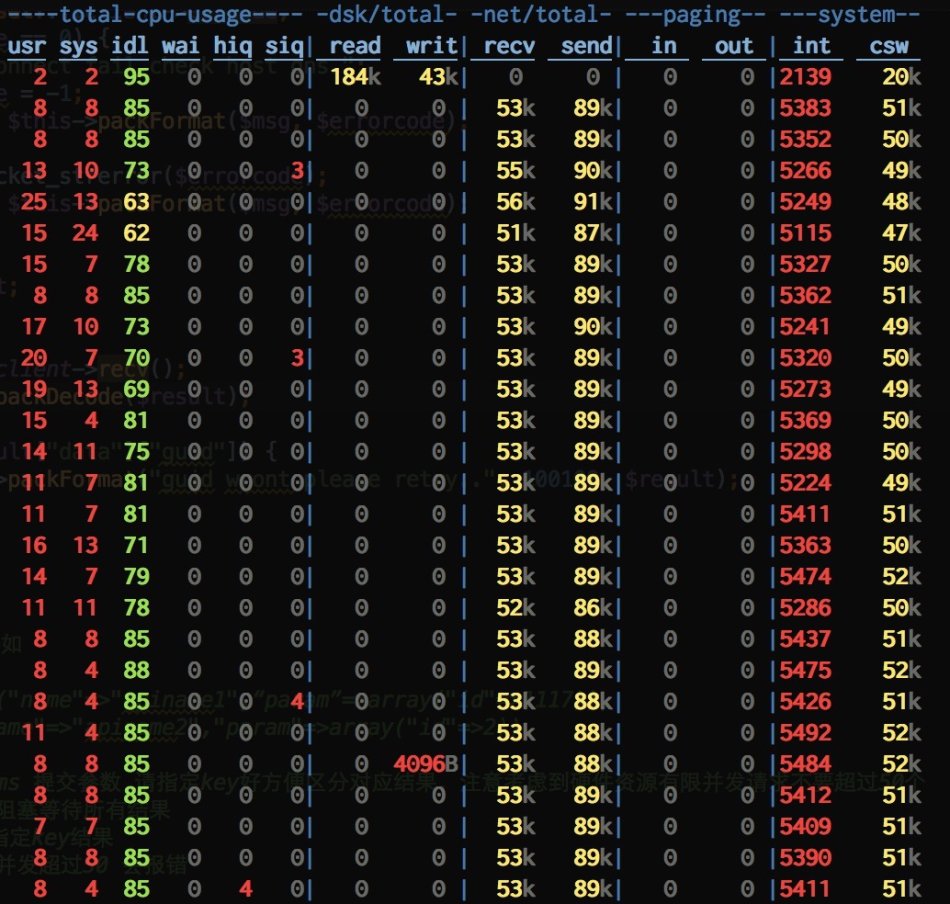 ----total-cpu-usage---- -dsk/total- -net/total- ---paging-- ---system--
usr sys idl wai hiq siq| read writ| recv send| in out | int csw
2 2 95 0 0 0| 184k 43k| 0 0 | 0 0 |2139 20k
8 8 85 0 0 0| 0 0 | 53k 89k| 0 0 |5383 51k
8 8 85 0 0 0| 0 0 | 53k 89k| 0 0 |5352 50k
13 10 73 0 0 3| 0 0 | 55k 90k| 0 0 |5266 49k
25 13 63 0 0 0| 0 0 | 56k 91k| 0 0 |5249 48k
15 24 62 0 0 0| 0 0 | 51k 87k| 0 0 |5115 47k
15 7 78 0 0 0| 0 0 | 53k 89k| 0 0 |5327 50k
8 8 85 0 0 0| 0 0 | 53k 89k| 0 0 |5362 51k
17 10 73 0 0 0| 0 0 | 53k 90k| 0 0 |5241 49k
20 7 70 0 0 3| 0 0 | 53k 89k| 0 0 |5320 50k
19 13 69 0 0 0| 0 0 | 53k 89k| 0 0 |5273 49k
15 4 81 0 0 0| 0 0 | 53k 89k| 0 0 |5369 50k
14 11 75 0 0 0| 0 0 | 53k 89k| 0 0 |5298 50k
11 7 81 0 0 0| 0 0 | 53k 89k| 0 0 |5224 49k
11 7 81 0 0 0| 0 0 | 53k 89k| 0 0 |5411 51k
16 13 71 0 0 0| 0 0 | 53k 89k| 0 0 |5363 50k
14 7 79 0 0 0| 0 0 | 53k 89k| 0 0 |5474 52k
11 11 78 0 0 0| 0 0 | 52k 86k| 0 0 |5286 50k
8 8 85 0 0 0| 0 0 | 53k 88k| 0 0 |5437 51k
8 4 88 0 0 0| 0 0 | 53k 89k| 0 0 |5475 52k
8 4 85 0 0 4| 0 0 | 53k 88k| 0 0 |5426 51k
11 4 85 0 0 0| 0 0 | 53k 88k| 0 0 |5492 52k
8 8 85 0 0 0| 0 4096B| 53k 88k| 0 0 |5484 52k
8 8 85 0 0 0| 0 0 | 53k 89k| 0 0 |5412 51k
7 7 85 0 0 0| 0 0 | 53k 89k| 0 0 |5409 51k
8 8 85 0 0 0| 0 0 | 53k 89k| 0 0 |5390 51k
8 4 85 0 4 0| 0 0 | 53k 89k| 0 0 |5411 51k